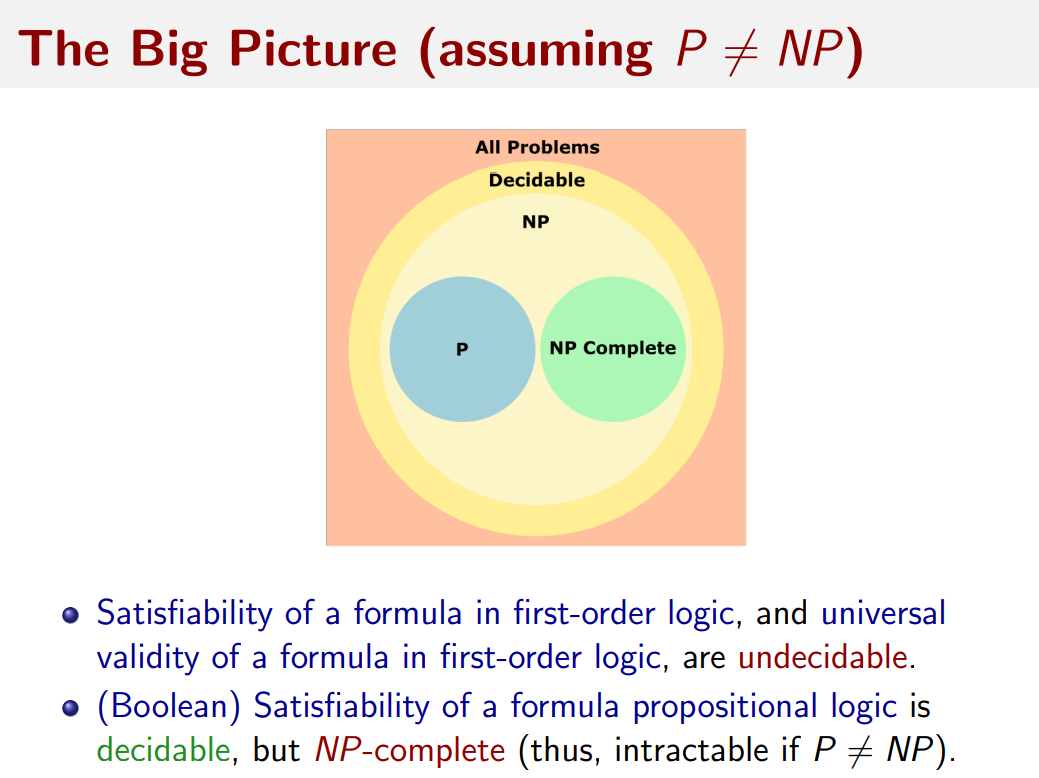 The Big Picture (assuming P ≠ NP)
All Problems
Decidable
NP
P
NP Complete
Satisfiability of a formula in first-order logic, and universal
validity of a formula in first-order logic, are undecidable.
(Boolean) Satisfiability of a formula propositional logic is
decidable, but NP-complete (thus, intractable if P ≠ NP).